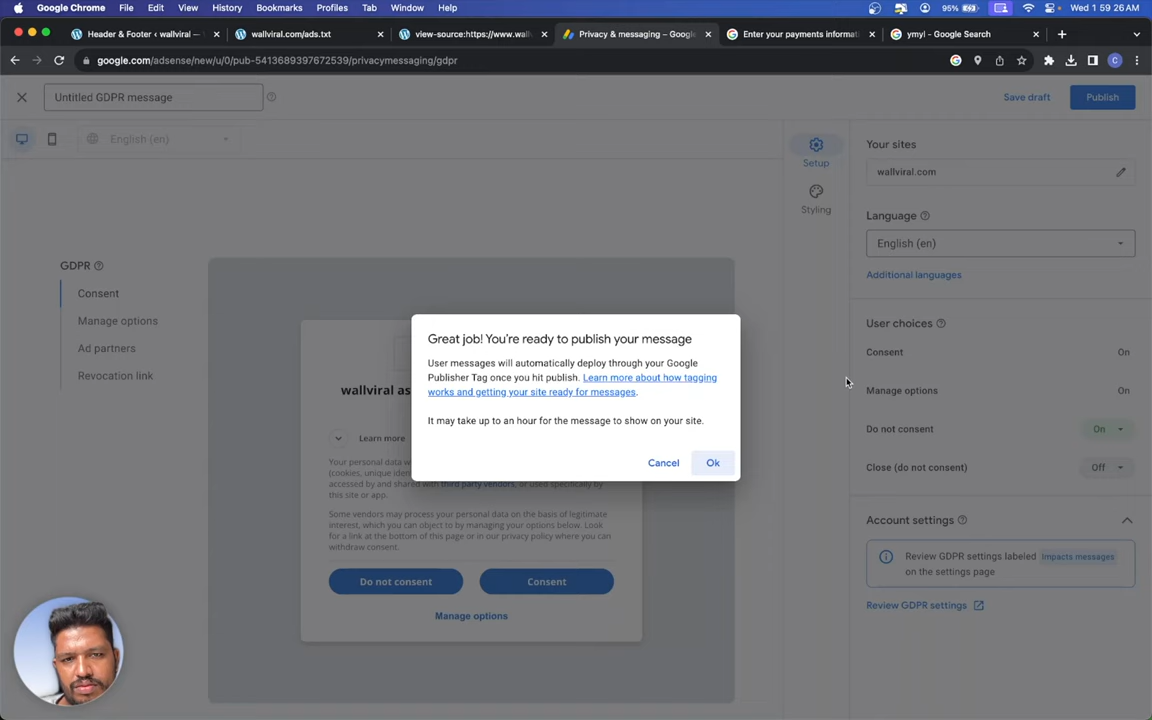 Google Chrome File Edit View History Bookmarks Profiles Tab Window Help 95% Wed 1 59 26 AM
Header & Footer ‹ wallviral — wallviral.com/ads.txt view-source:https://www.wall Privacy & messaging – Google Enter your payments informati ymyl - Google Search
google.com/adsense/new/u/0/pub-5413689397672539/privacymessaging/gdpr
Untitled GDPR message Save draft Publish
English (en)
Setup
Styling
Your sites
wallviral.com
Language
English (en)
Additional languages
GDPR
Consent
Manage options
Ad partners
Revocation link
Great job! You're ready to publish your message
User messages will automatically deploy through your Google
Publisher Tag once you hit publish. Learn more about how tagging
works and getting your site ready for messages.
It may take up to an hour for the message to show on your site.
Cancel Ok
wallviral as
Learn more
Your personal data w
(cookies, unique iden
accessed by and shared with third party vendors, or used specifically by
this site or app.
Some vendors may process your personal data on the basis of legitimate
interest, which you can object to by managing your options below. Look
for a link at the bottom of this page or in our privacy policy where you can
withdraw consent.
Do not consent Consent
Manage options
User choices
Consent On
Manage options On
Do not consent On
Close (do not consent) Off
Account settings
Review GDPR settings labeled Impacts messages
on the settings page
Review GDPR settings